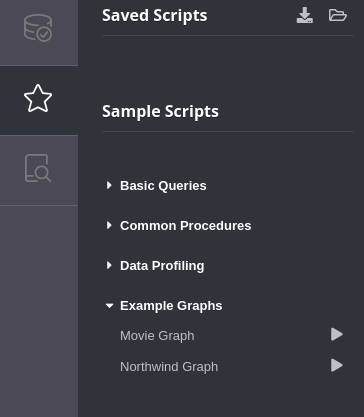 Saved Scripts
Sample Scripts
Basic Queries
Common Procedures
Data Profiling
Example Graphs
Movie Graph
Northwind Graph